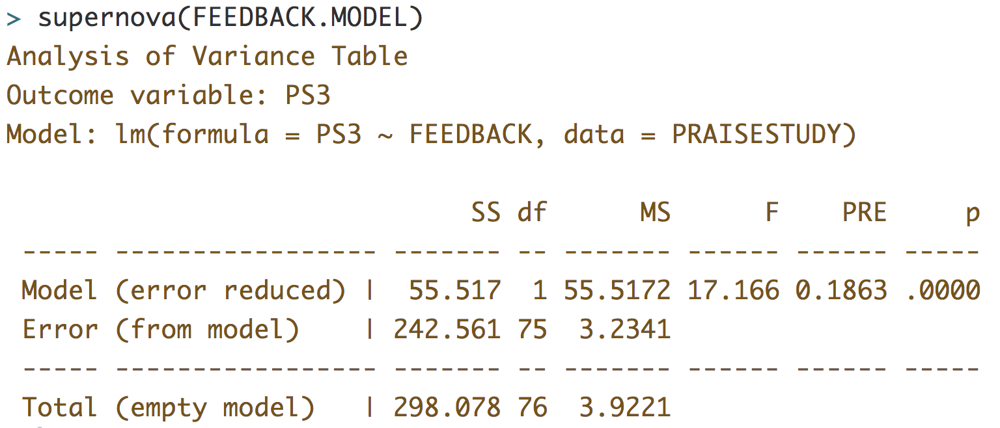 > supernova(FEEDBACK.MODEL)
Analysis of Variance Table
Outcome variable: PS3
Model: lm(formula = PS3 ~ FEEDBACK, data = PRAISESTUDY)
SS df MS F PRE p
----- ----------------- ------- -- ------- ------ ------ -----
Model (error reduced) | 55.517 1 55.5172 17.166 0.1863 .0000
Error (from model) | 242.561 75 3.2341
----- ----------------- ------- -- ------- ------ ------ -----
Total (empty model) | 298.078 76 3.9221